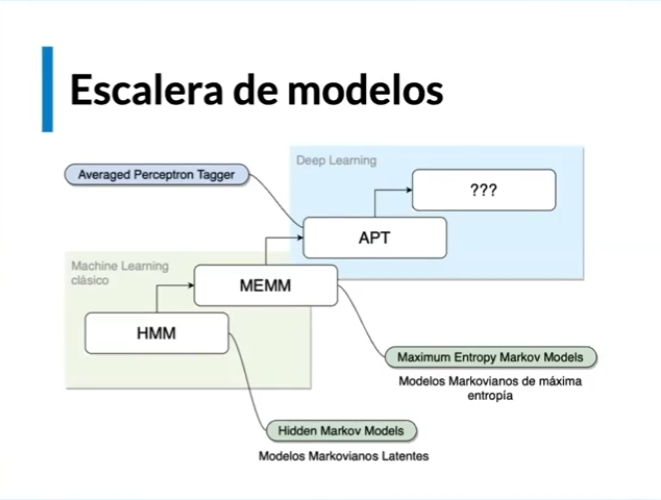 Escalera de modelos
Deep Learning
Averaged Perceptron Tagger
???
APT
Machine Learning
clásico
MEMM
HMM
Maximum Entropy Markov Models
Modelos Markovianos de máxima
entropía
Hidden Markov Models
Modelos Markovianos Latentes